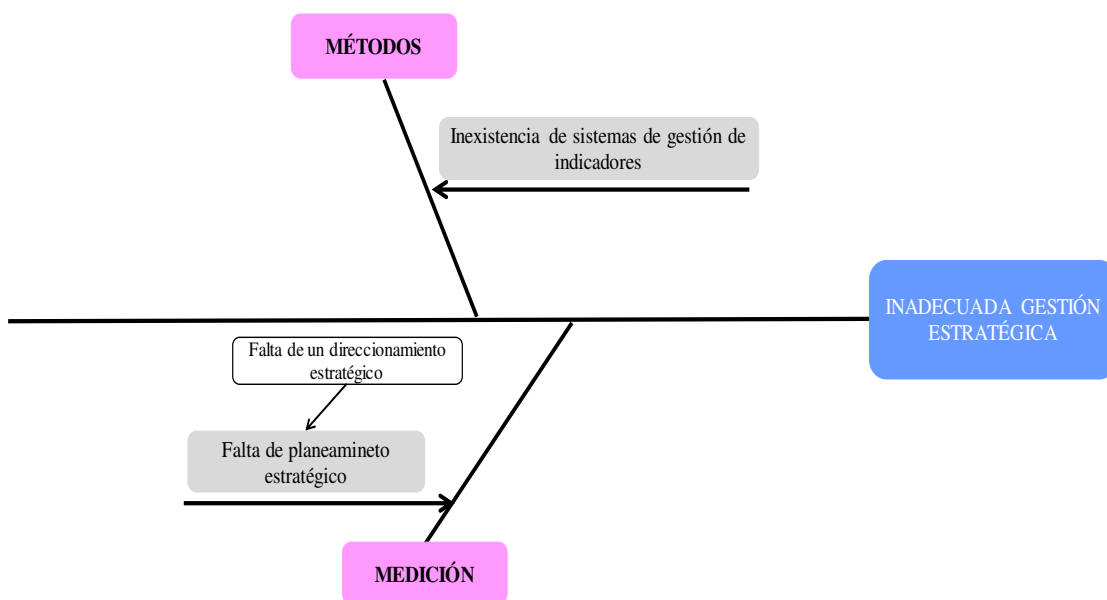 MÉTODOS
Inexistencia de sistemas de gestión de
indicadores
INADECUADA GESTIÓN
ESTRATÉGICA
Falta de un direccionamiento
estratégico
Falta de planeamineto
estratégico
MEDICIÓN